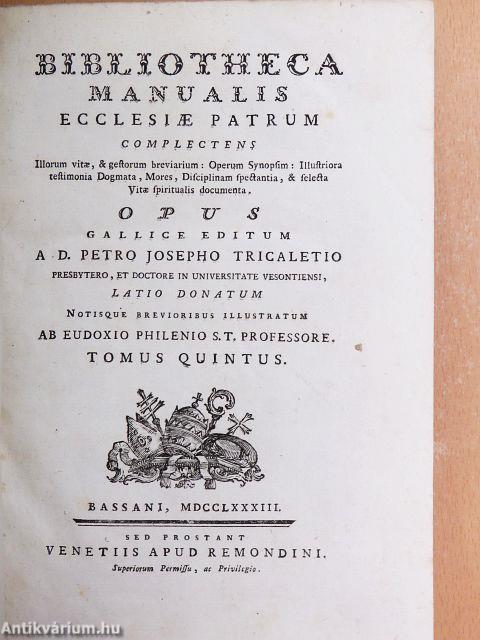 BIBLIOTHECA
MANUALIS
ECCLESIÆ PATRUM
COMPLECTENS
Illorum vitæ, & geſtorum breviarium: Operum Synopſim: Illuſtriora
teſtimonia Dogmata, Mores, Diſciplinam ſpectantia, & ſelecta
Vitæ ſpiritualis documenta.
OPUS
GALLICE EDITUM
A D. PETRO JOSEPHO TRICALETIO
PRESBYTERO, ET DOCTORE IN UNIVERSITATE VESONTIENSI,
LATIO DONATUM
NOTISQUE BREVIORIBUS ILLUSTRATUM
AB EUDOXIO PHILENIO S.T. PROFESSORE.
TOMUS QUINTUS.
BASSANI, MDCCLXXXIII.
SED PROSTANT
VENETIIS APUD REMONDINI.
Superiorum Permiſſu, ac Privilegio.
Antikvárium.hu